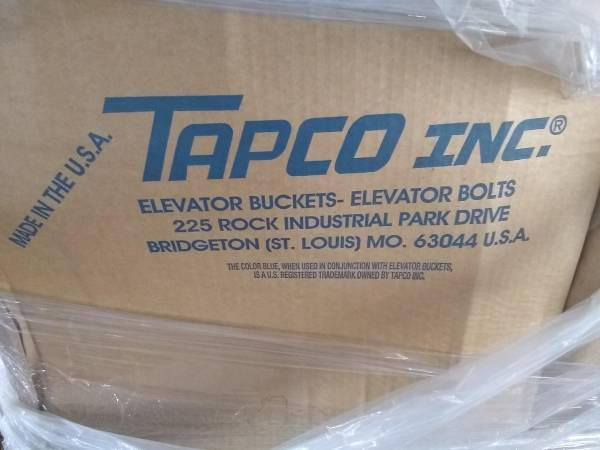 MADE IN THE U.S.A.
TAPCO INC.®
ELEVATOR BUCKETS- ELEVATOR BOLTS
225 ROCK INDUSTRIAL PARK DRIVE
BRIDGETON (ST. LOUIS) MO. 63044 U.S.A.
THE COLOR BLUE, WHEN USED IN CONJUNCTION WITH ELEVATOR BUCKETS,
IS A U.S. REGISTERED TRADEMARK OWNED BY TAPCO INC.